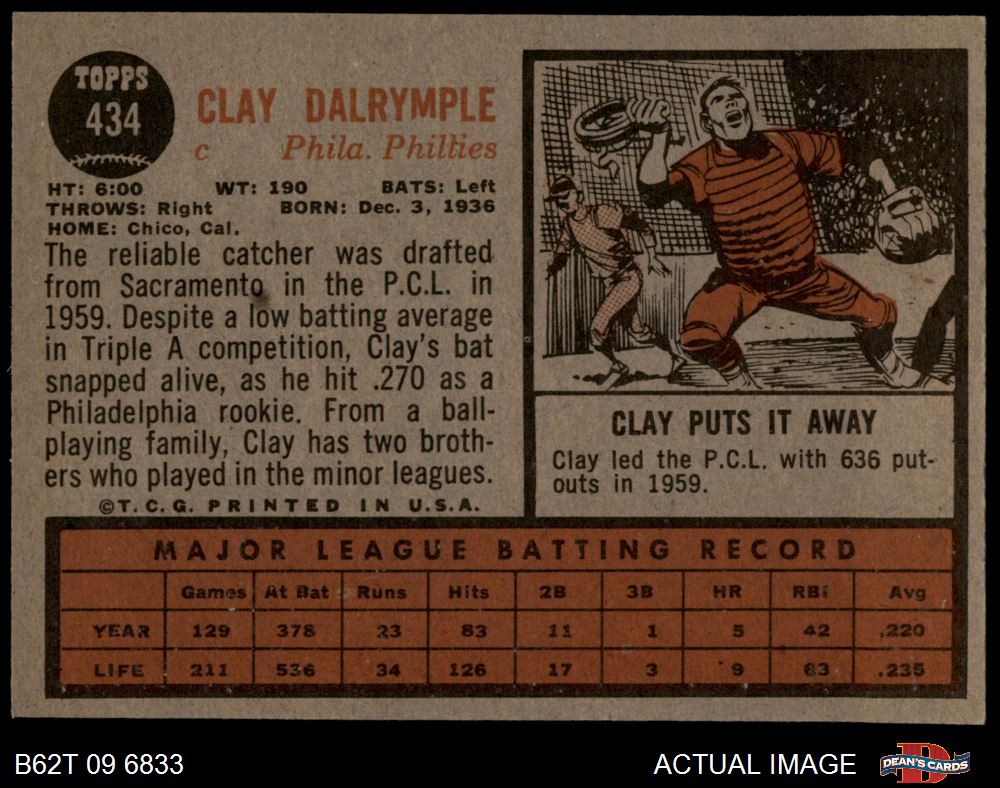 TOPPS
434
CLAY DALRYMPLE
c Phila. Phillies
HT: 6:00 WT: 190 BATS: Left
THROWS: Right BORN: Dec. 3, 1936
HOME: Chico, Cal.
The reliable catcher was drafted
from Sacramento in the P.C.L. in
1959. Despite a low batting average
in Triple A competition, Clay's bat
snapped alive, as he hit .270 as a
Philadelphia rookie. From a ball-
playing family, Clay has two broth-
ers who played in the minor leagues.
©T.C.G. PRINTED IN U.S.A.
CLAY PUTS IT AWAY
Clay led the P.C.L. with 636 put-
outs in 1959.
MAJOR LEAGUE BATTING RECORD
Games At Bat Runs Hits 2B 3B HR RBI Avg
YEAR 129 378 23 83 11 1 5 42 .220
LIFE 211 536 34 126 17 3 9 63 .235
B62T 09 6833
ACTUAL IMAGE
D
DEAN'S CARDS